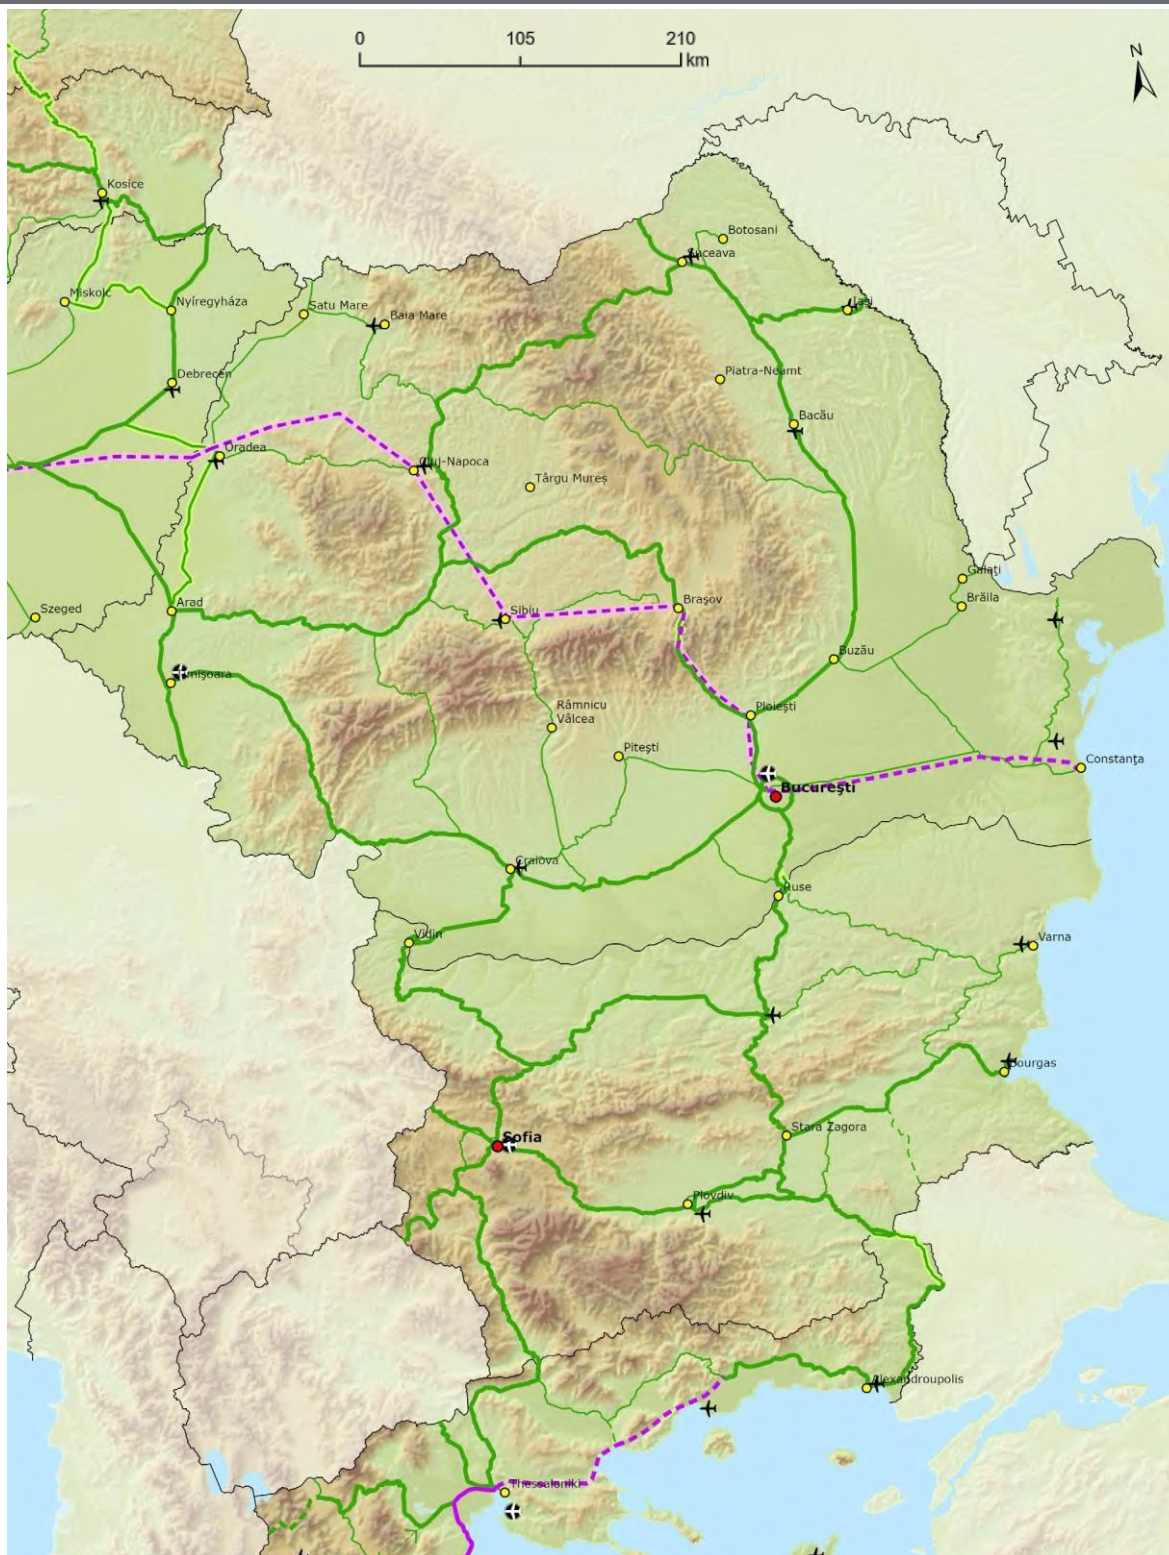 0 105 210
km
N
Kosice
Botosani
Suceava
Miskolc
Nyíregyháza
Satu Mare
Iași
Baia Mare
Debrecen
Piatra-Neamt
Bacău
Oradea
Cluj-Napoca
Târgu Mureș
Galați
Szeged
Arad
Sibiu
Brașov
Brăila
Buzău
Timișoara
Râmnicu
Vâlcea
Ploiești
Pitești
Constanța
București
Craiova
Ruse
Vidin
Varna
Bourgas
Sofia
Stara Zagora
Plovdiv
Alexandroupolis
Thessaloniki